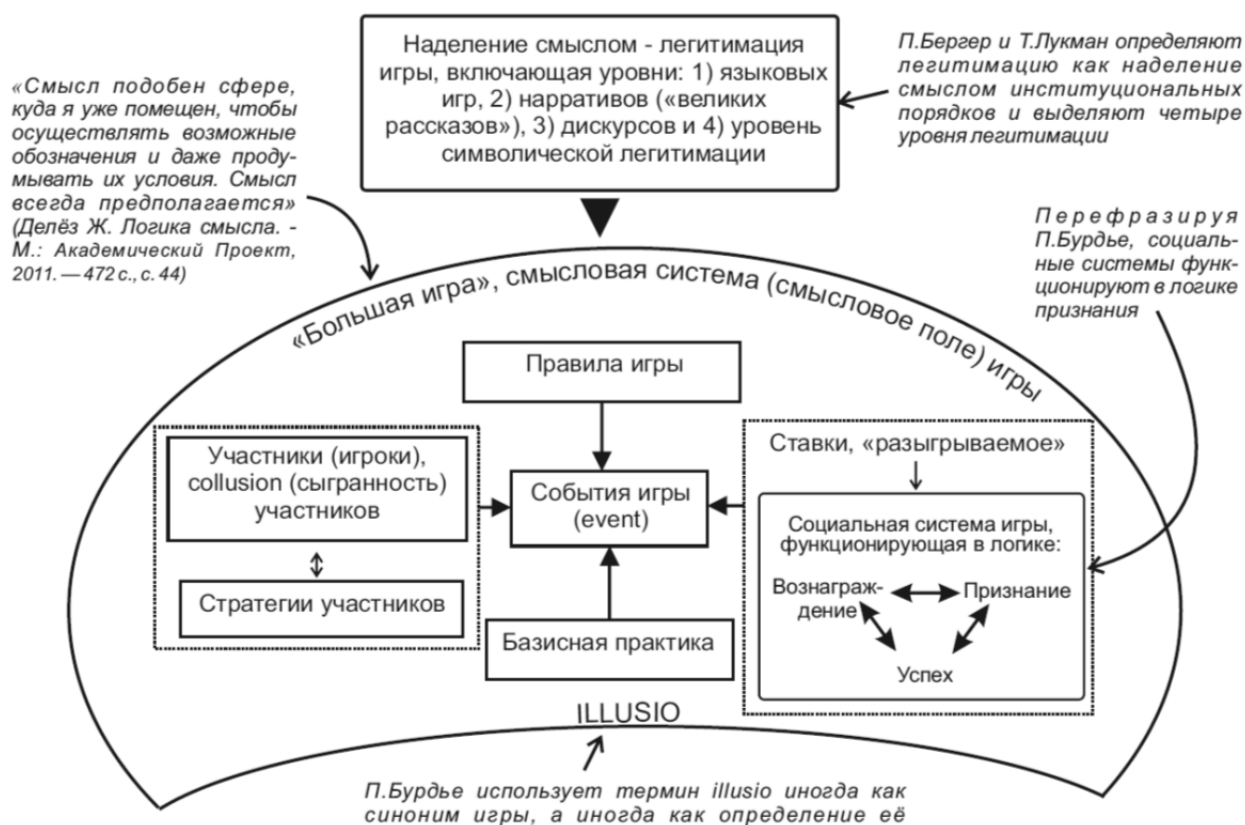 Наделение смыслом - легитимация
игры, включающая уровни: 1) языковых
игр, 2) нарративов («великих
рассказов»), 3) дискурсов и 4) уровень
символической легитимации
П.Бергер и Т.Лукман определяют
легитимацию как наделение
смыслом институциональных
порядков и выделяют четыре
уровня легитимации
«Смысл подобен сфере,
куда я уже помещен, чтобы
осуществлять возможные
обозначения и даже проду-
мывать их условия. Смысл
всегда предполагается»
(Делёз Ж. Логика смысла. -
М.: Академический Проект,
2011. — 472 с., с. 44)
Перефразируя
П.Бурдье, социаль-
ные системы функ-
ционируют в логике
признания
«Большая игра», смысловая система (смысловое поле) игры
Правила игры
Участники (игроки),
collusion (сыгранность)
участников
Стратегии участников
События игры
(event)
Базисная практика
Ставки, «разыгрываемое»
Социальная система игры,
функционирующая в логике:
Вознаграж-
дение
Признание
Успех
ILLUSIO
П.Бурдье использует термин illusio иногда как
синоним игры, а иногда как определение её